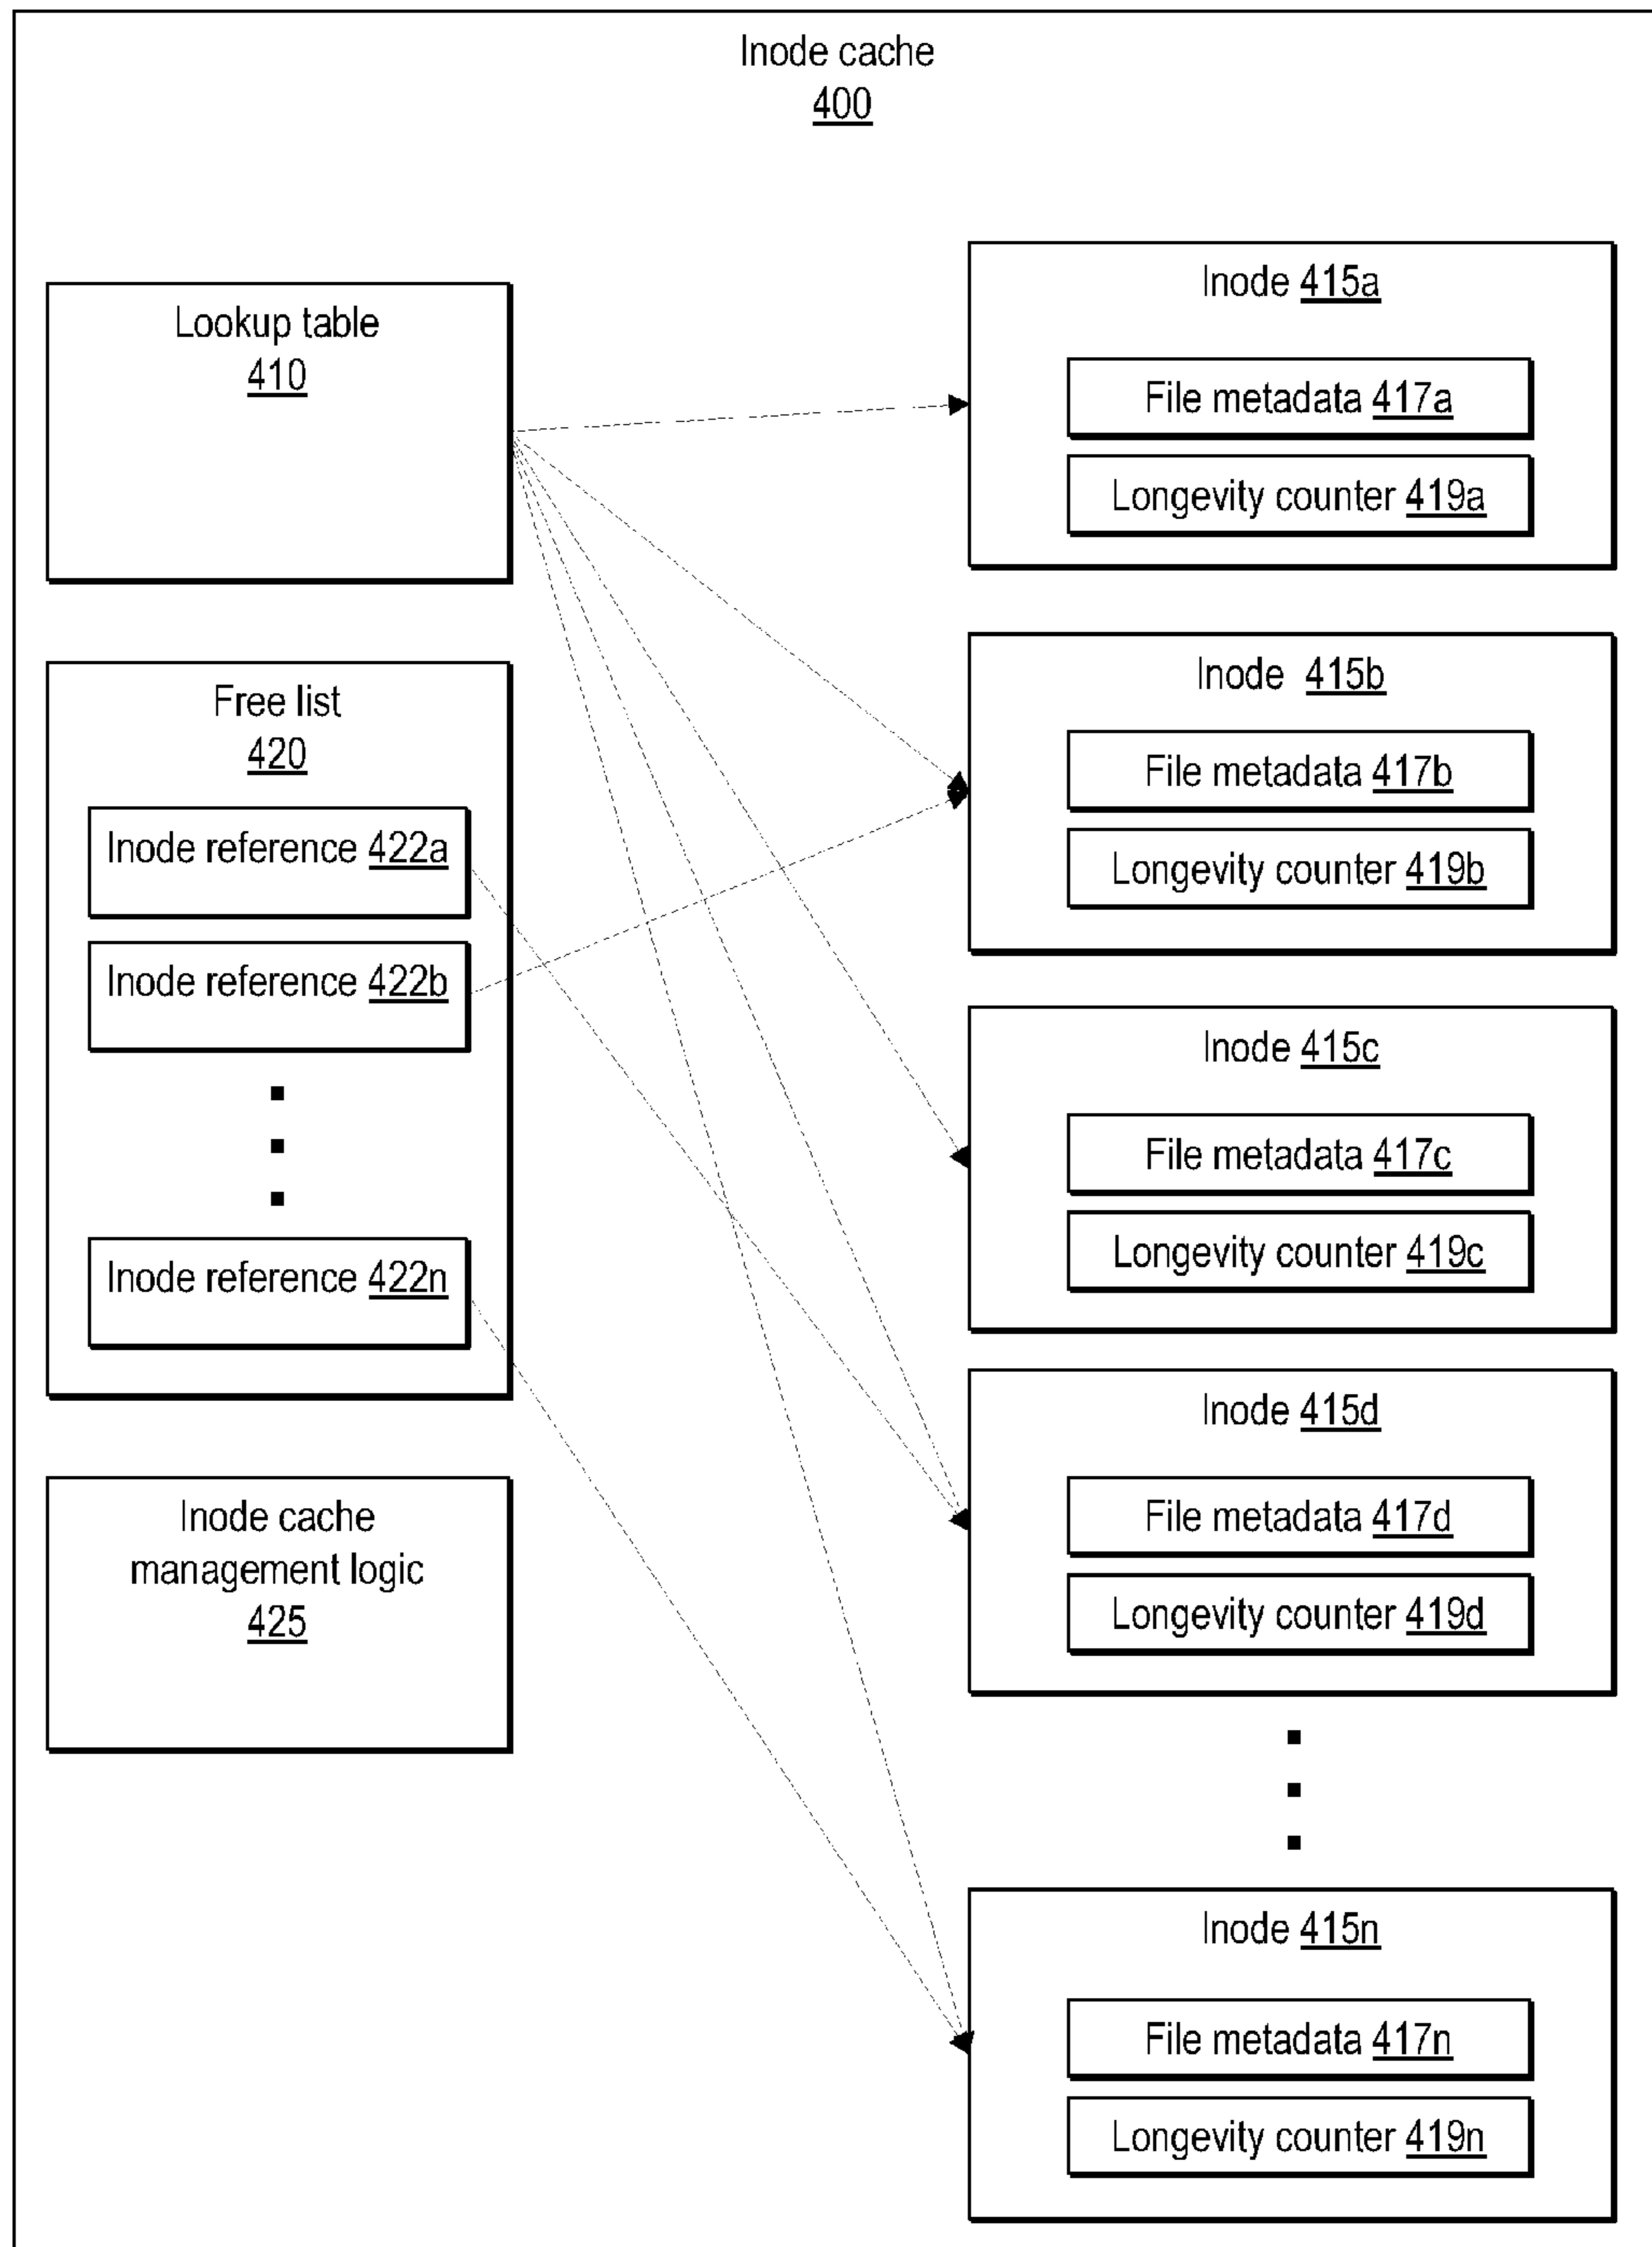 Inode cache
400
Lookup table
410
Free list
420
Inode reference 422a
Inode reference 422b
Inode reference 422n
Inode cache
management logic
425
Inode 415a
File metadata 417a
Longevity counter 419a
Inode 415b
File metadata 417b
Longevity counter 419b
Inode 415c
File metadata 417c
Longevity counter 419c
Inode 415d
File metadata 417d
Longevity counter 419d
Inode 415n
File metadata 417n
Longevity counter 419n